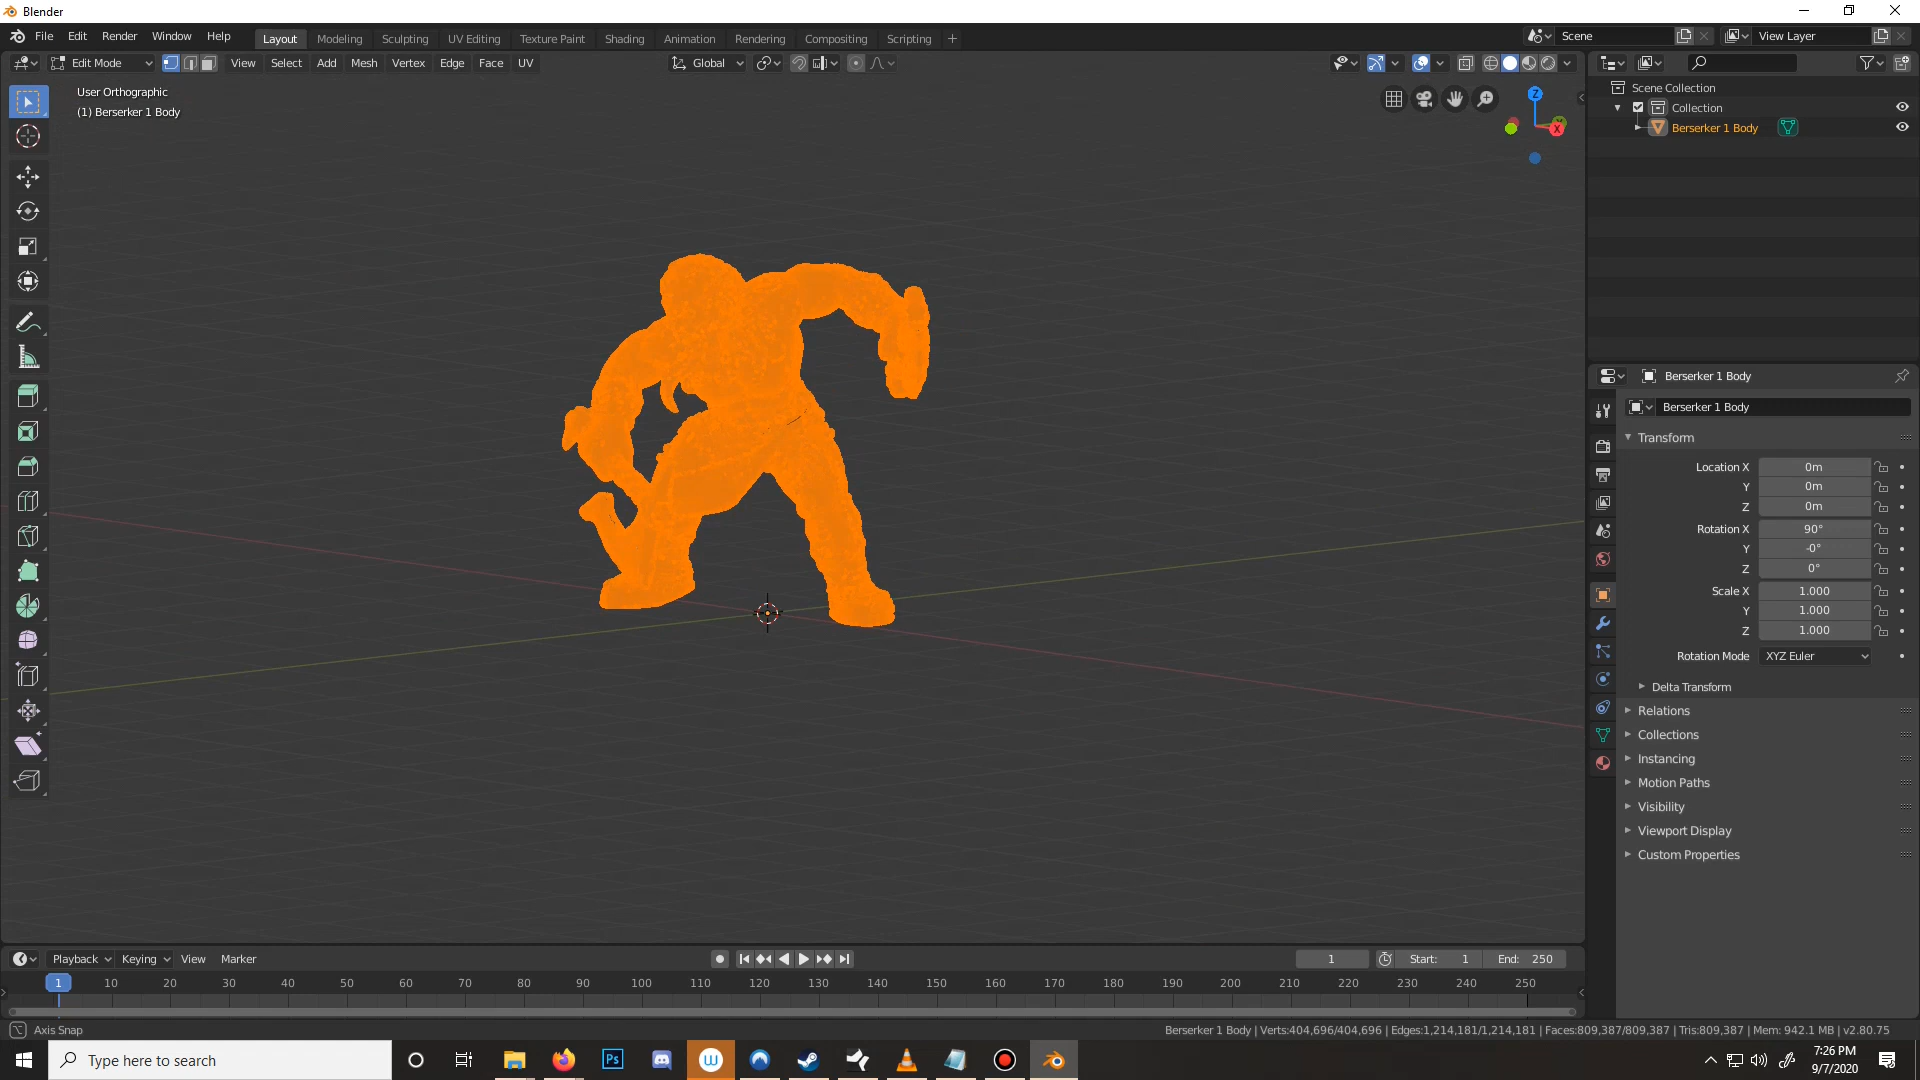 Blender
File Edit Render Window Help
Layout Modeling Sculpting UV Editing Texture Paint Shading Animation Rendering Compositing Scripting +
Scene
View Layer
Edit Mode
View Select Add Mesh Vertex Edge Face UV
Global
User Orthographic
(1) Berserker 1 Body
Z
Y
X
Scene Collection
Collection
Berserker 1 Body
Berserker 1 Body
Berserker 1 Body
Transform
Location X 0m
Y 0m
Z 0m
Rotation X 90°
Y -0°
Z 0°
Scale X 1.000
Y 1.000
Z 1.000
Rotation Mode XYZ Euler
Delta Transform
Relations
Collections
Instancing
Motion Paths
Visibility
Viewport Display
Custom Properties
Playback Keying View Marker
1 Start: 1 End: 250
1 10 20 30 40 50 60 70 80 90 100 110 120 130 140 150 160 170 180 190 200 210 220 230 240 250
Axis Snap
Berserker 1 Body | Verts:404,696/404,696 | Edges:1,214,181/1,214,181 | Faces:809,387/809,387 | Tris:809,387 | Mem: 942.1 MB | v2.80.75
Type here to search
Ps
W
7:26 PM
9/7/2020